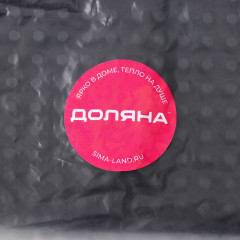 ЯРКО В ДОМЕ, ТЕПЛО НА ДУШЕ
ДОЛЯНА
SIMA-LAND.RU